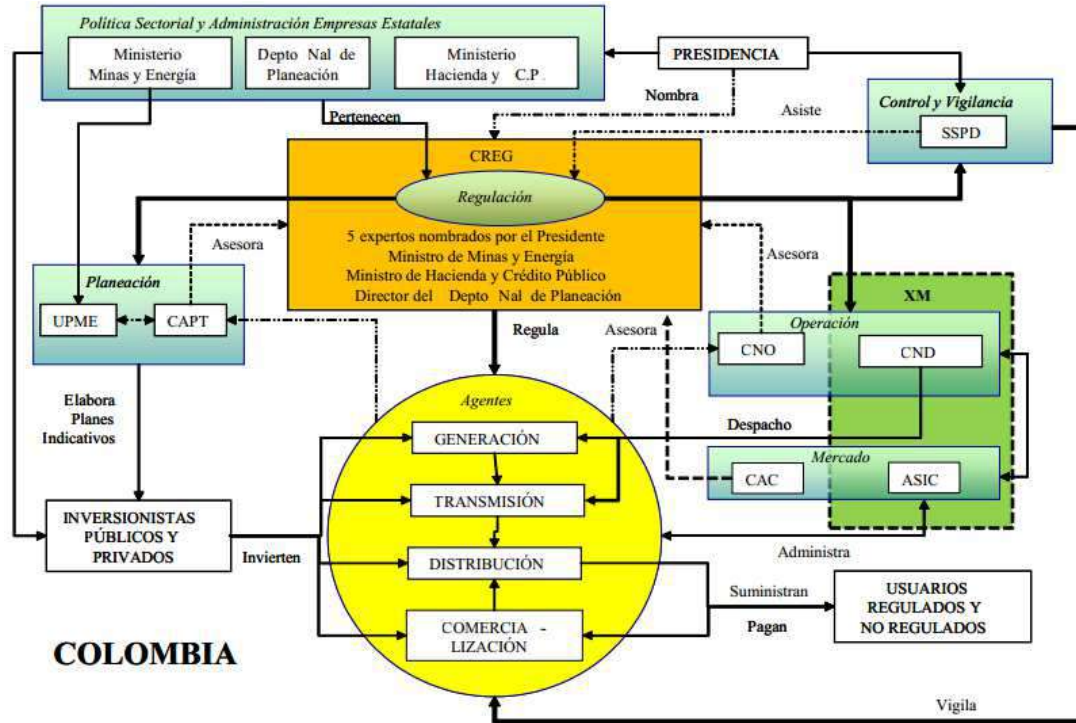 Política Sectorial y Administración Empresas Estatales
Ministerio
Minas y Energía
Depto Nal de
Planeación
Ministerio
Hacienda y C.P.
PRESIDENCIA
Nombra
Pertenecen
Asiste
Control y Vigilancia
SSPD
CREG
Regulación
5 expertos nombrados por el Presidente
Ministro de Minas y Energía
Ministro de Hacienda y Crédito Público
Director del Depto Nal de Planeación
Asesora
Asesora
Planeación
UPME
CAPT
XM
Operación
CNO
CND
Regula
Asesora
Elabora
Planes
Indicativos
Agentes
GENERACIÓN
Despacho
Mercado
CAC
ASIC
TRANSMISIÓN
INVERSIONISTAS
PÚBLICOS Y
PRIVADOS
Invierten
DISTRIBUCIÓN
Administra
Suministran
Pagan
USUARIOS
REGULADOS Y
NO REGULADOS
COMERCIA -
LIZACIÓN
COLOMBIA
Vigila